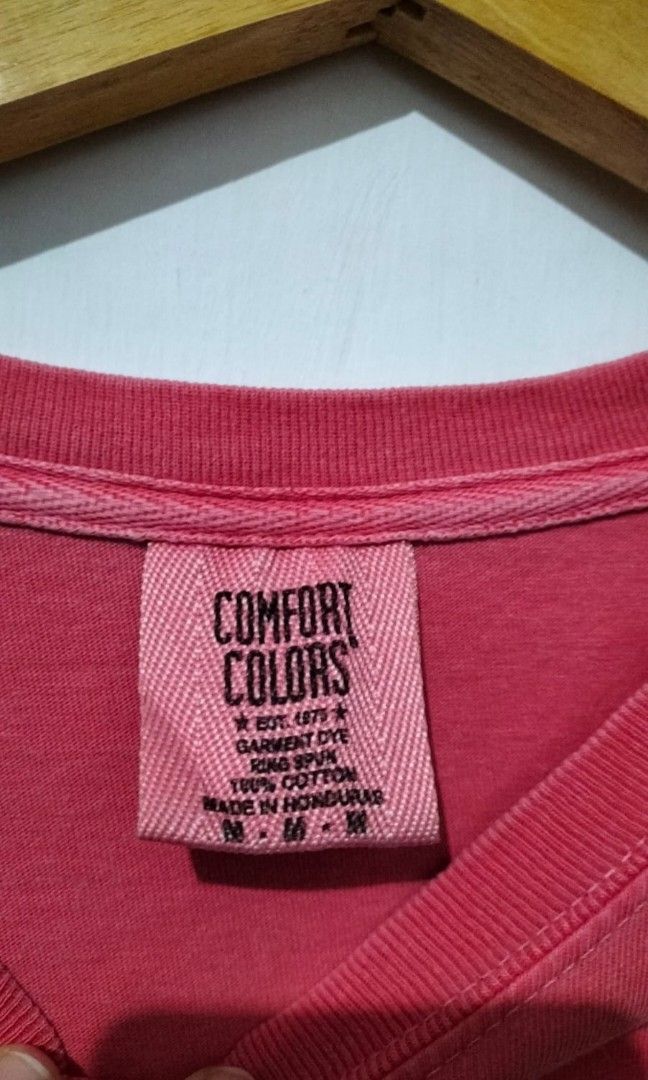 COMFORT
COLORS®
★ EST. 1975 ★
GARMENT DYE
RING SPUN
100% COTTON
MADE IN HONDURAS
M • M • M